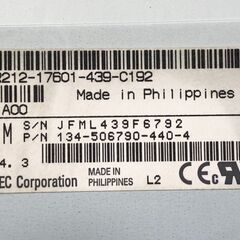 212-17601-439-C192
Made in Philippines
A00
M S/N JFML439F6792
P/N 134-506790-440-4
4.3
EC Corporation MADE IN PHILIPPINES L2 CE